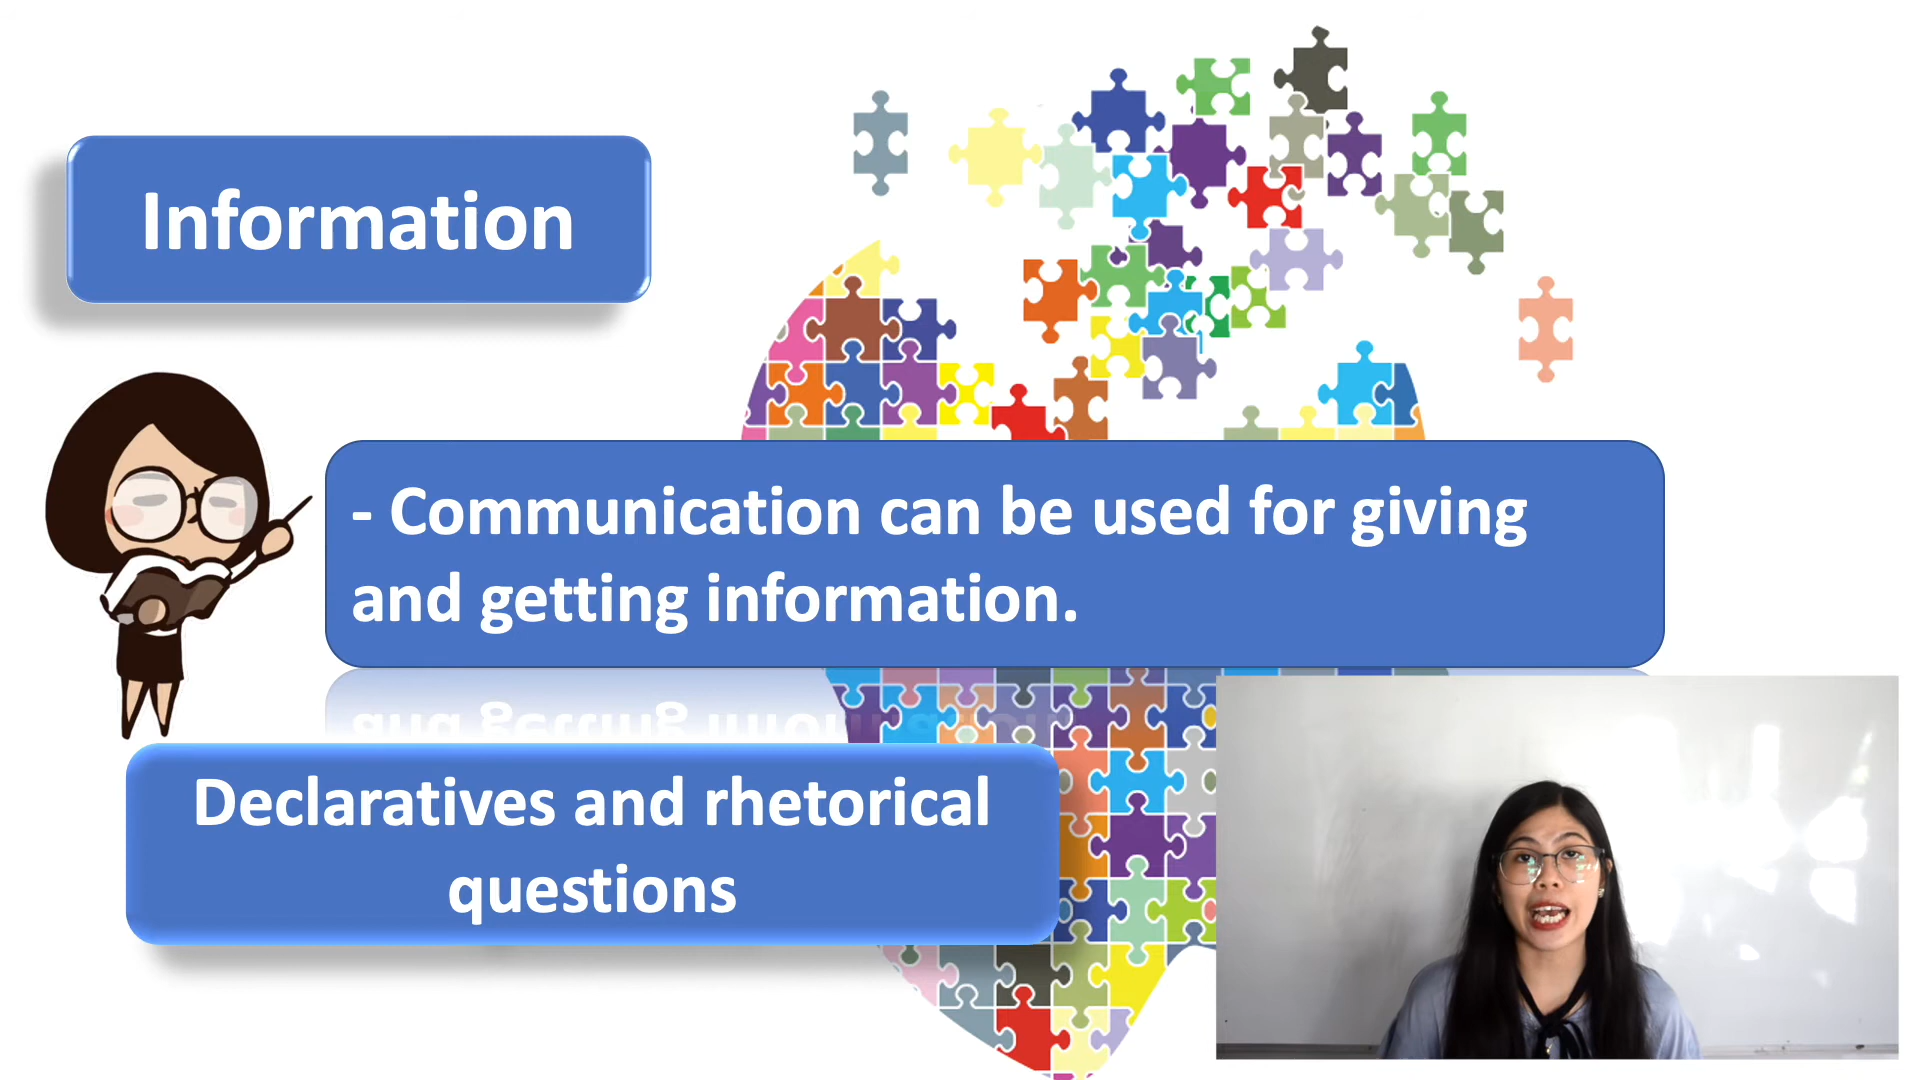 Information
- Communication can be used for giving
and getting information.
Declaratives and rhetorical
questions